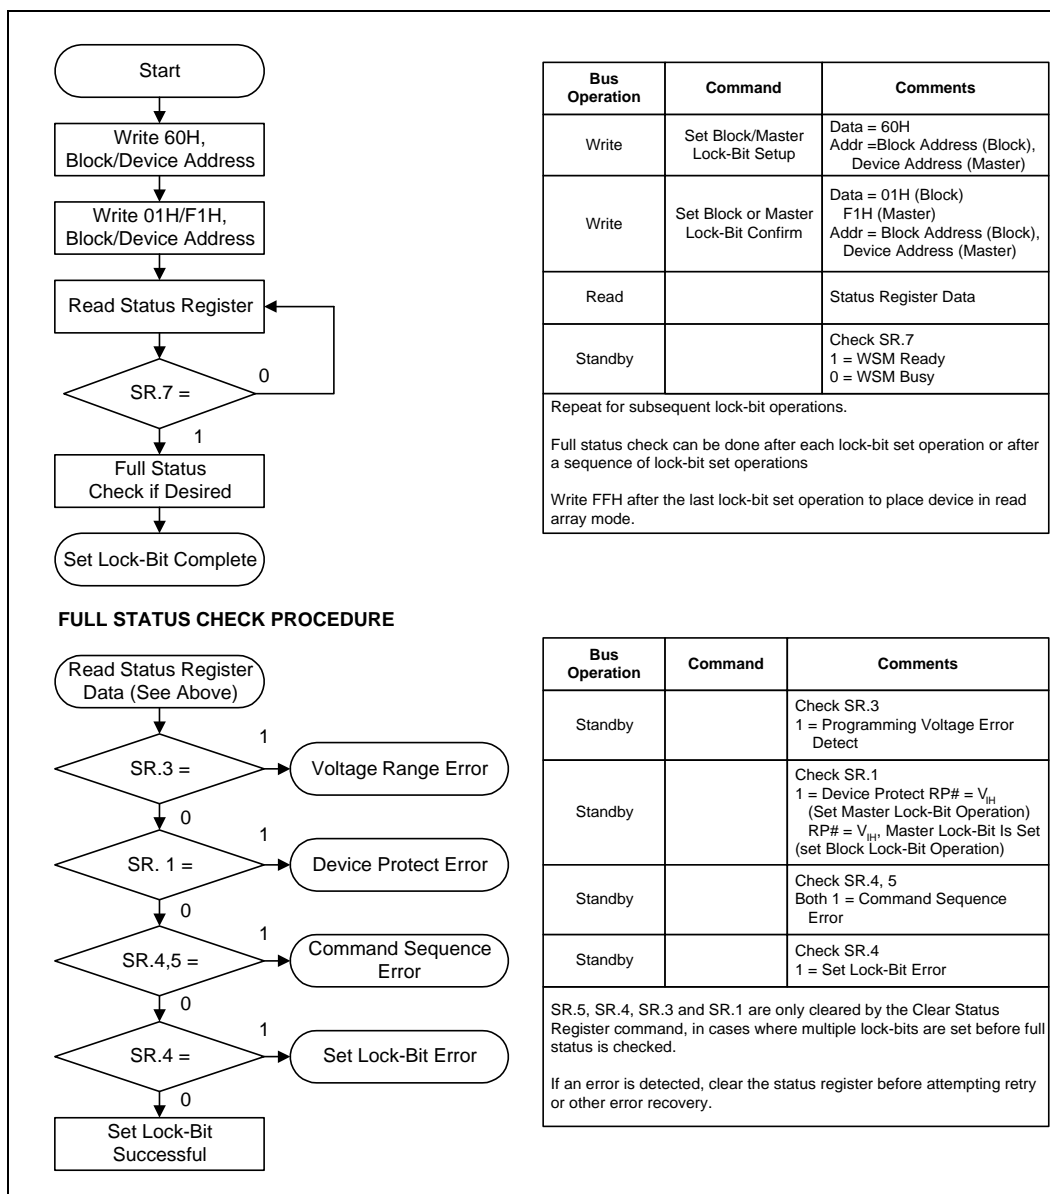 Start
Write 60H,
Block/Device Address
Write 01H/F1H,
Block/Device Address
Read Status Register
SR.7 =
0
1
Full Status
Check if Desired
Set Lock-Bit Complete
Bus
Operation
Command
Comments
Write
Set Block/Master
Lock-Bit Setup
Data = 60H
Addr =Block Address (Block),
Device Address (Master)
Write
Set Block or Master
Lock-Bit Confirm
Data = 01H (Block)
F1H (Master)
Addr = Block Address (Block),
Device Address (Master)
Read
Status Register Data
Standby
Check SR.7
1 = WSM Ready
0 = WSM Busy
Repeat for subsequent lock-bit operations.
Full status check can be done after each lock-bit set operation or after
a sequence of lock-bit set operations
Write FFH after the last lock-bit set operation to place device in read
array mode.
FULL STATUS CHECK PROCEDURE
Read Status Register
Data (See Above)
SR.3 =
1
Voltage Range Error
0
SR. 1 =
1
Device Protect Error
0
SR.4,5 =
1
Command Sequence
Error
0
SR.4 =
1
Set Lock-Bit Error
0
Set Lock-Bit
Successful
Bus
Operation
Command
Comments
Standby
Check SR.3
1 = Programming Voltage Error
Detect
Standby
Check SR.1
1 = Device Protect RP# = VIH
(Set Master Lock-Bit Operation)
RP# = VIH, Master Lock-Bit Is Set
(set Block Lock-Bit Operation)
Standby
Check SR.4, 5
Both 1 = Command Sequence
Error
Standby
Check SR.4
1 = Set Lock-Bit Error
SR.5, SR.4, SR.3 and SR.1 are only cleared by the Clear Status
Register command, in cases where multiple lock-bits are set before full
status is checked.
If an error is detected, clear the status register before attempting retry
or other error recovery.